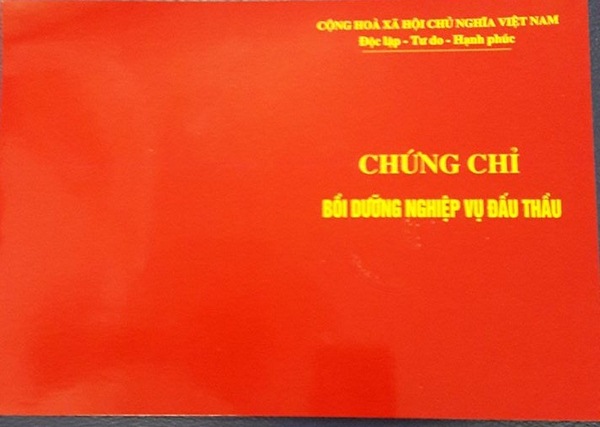 CỘNG HOÀ XÃ HỘI CHỦ NGHĨA VIỆT NAM
Độc lập - Tự do - Hạnh phúc
CHỨNG CHỈ
BỒI DƯỠNG NGHIỆP VỤ ĐẤU THẦU